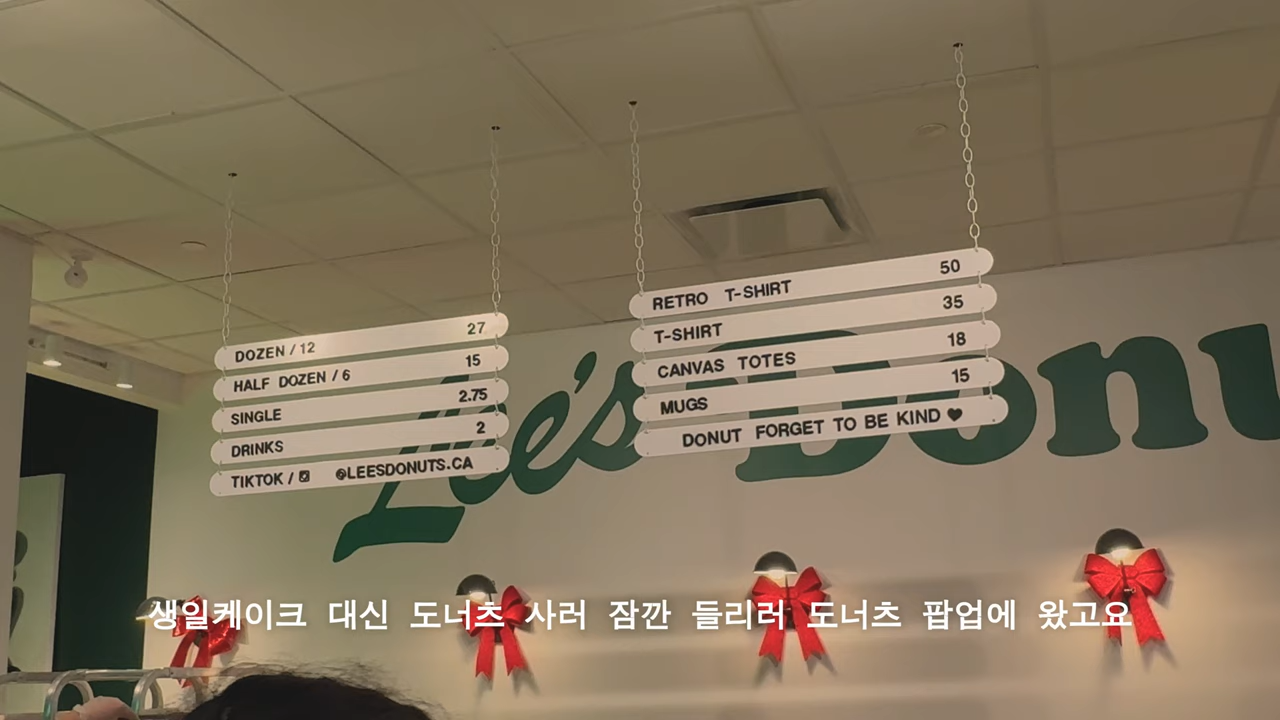 DOZEN / 12 27
HALF DOZEN / 6 15
SINGLE 2.75
DRINKS 2
TIKTOK / @LEESDONUTS.CA
RETRO T-SHIRT 50
T-SHIRT 35
CANVAS TOTES 18
MUGS 15
DONUT FORGET TO BE KIND ♥
Lee's Donu
생일케이크 대신 도너츠 사러 잠깐 들리러 도너츠 팝업에 왔고요